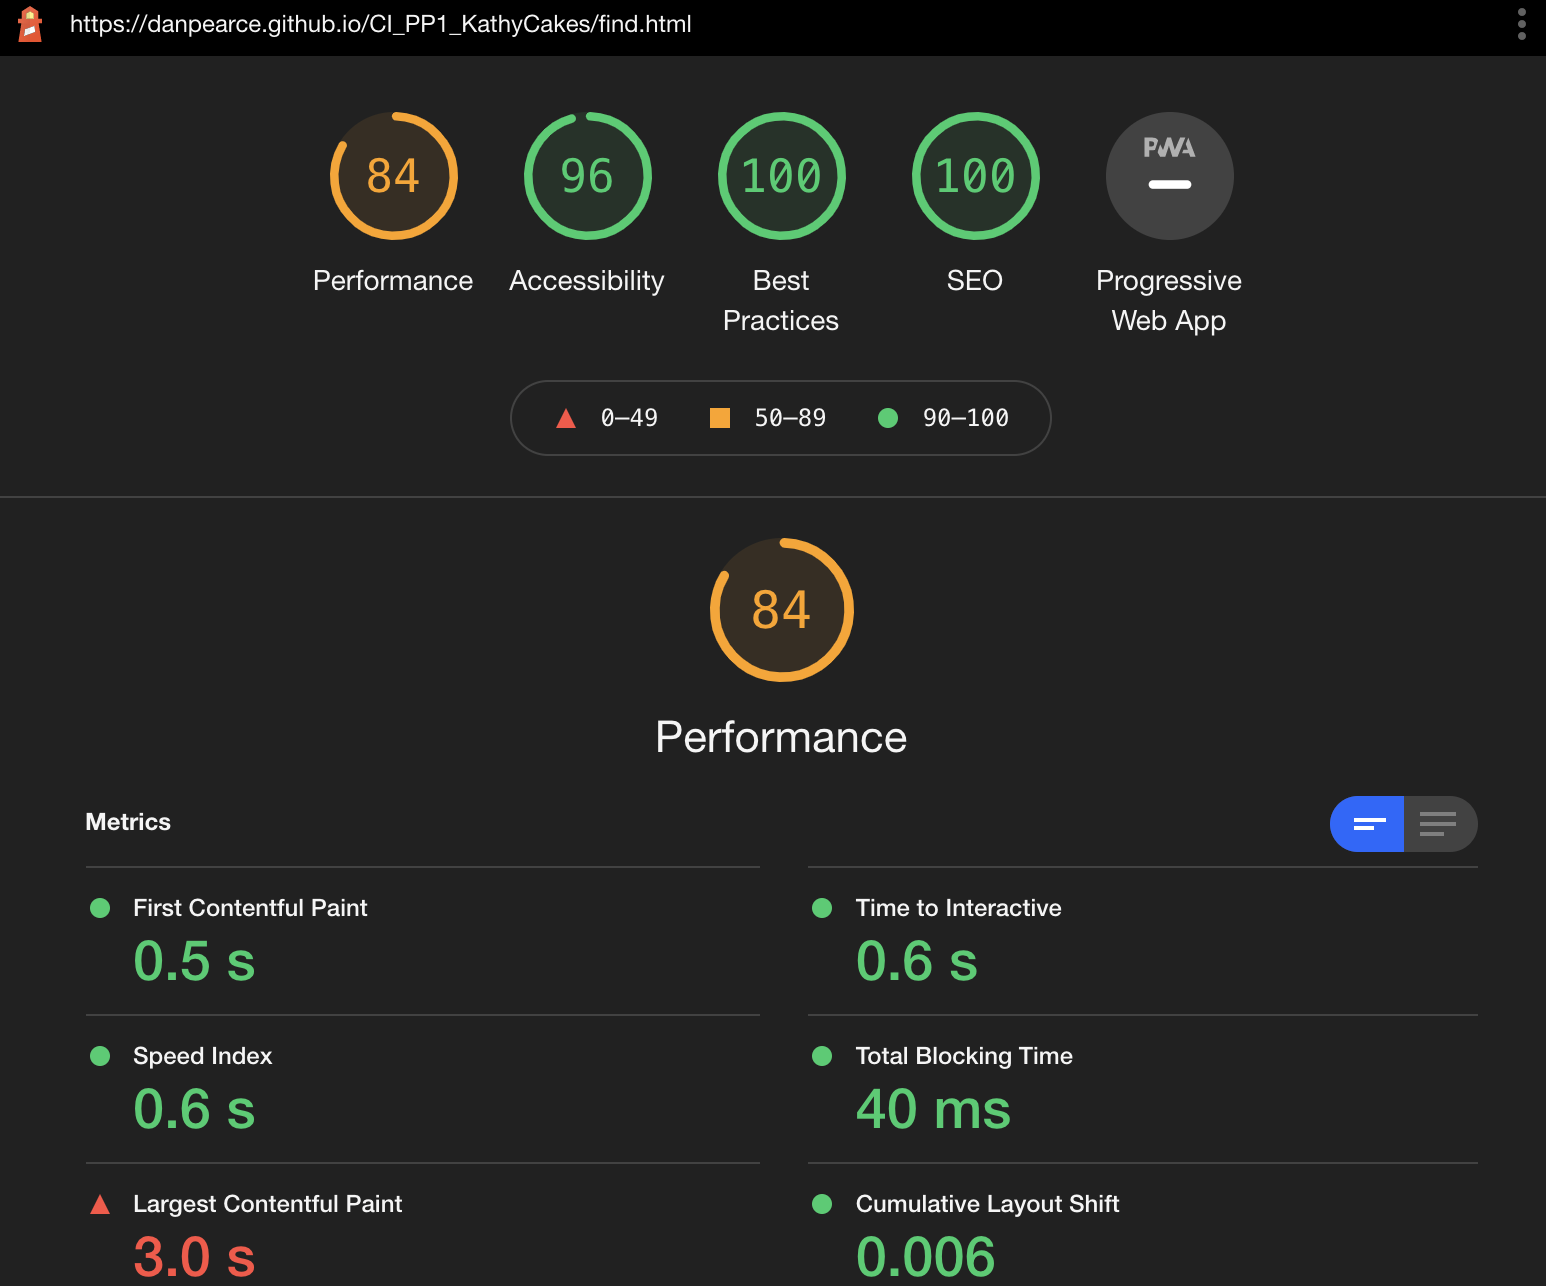 https://danpearce.github.io/CI_PP1_KathyCakes/find.html
84
96
100
100
PWA
Performance
Accessibility
Best
Practices
SEO
Progressive
Web App
0–49
50–89
90–100
84
Performance
Metrics
First Contentful Paint
0.5 s
Time to Interactive
0.6 s
Speed Index
0.6 s
Total Blocking Time
40 ms
Largest Contentful Paint
3.0 s
Cumulative Layout Shift
0.006